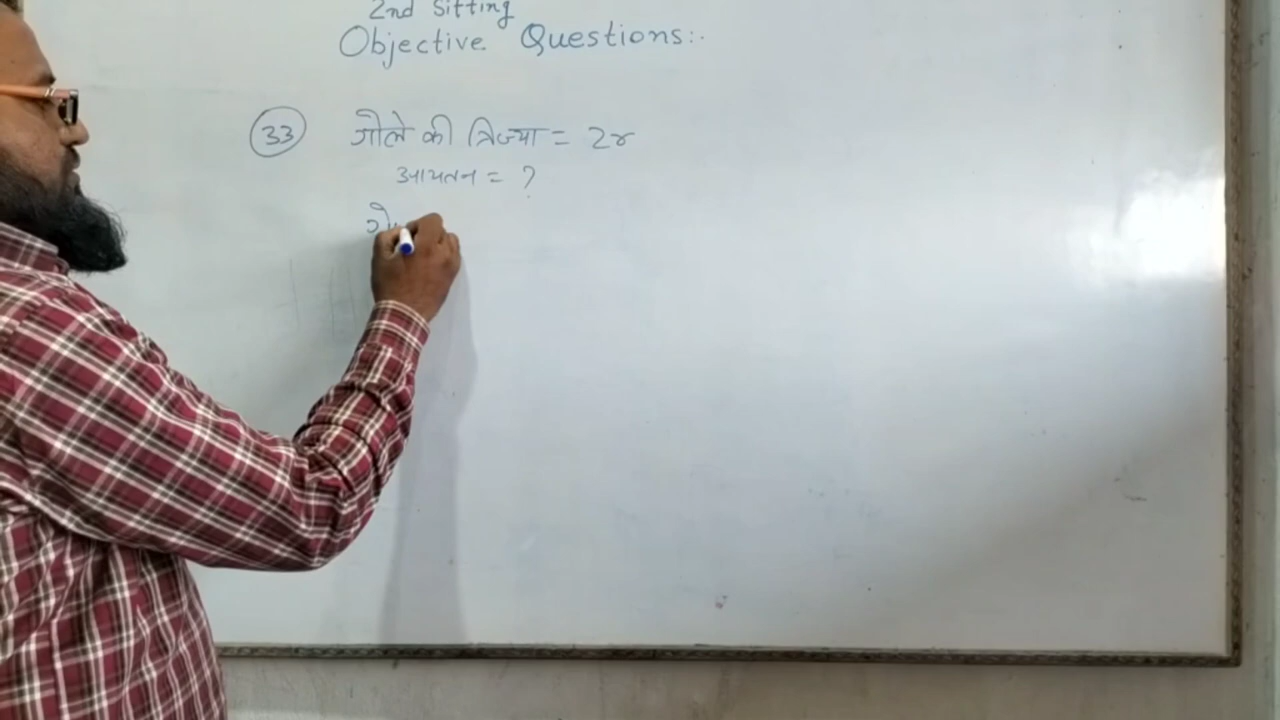 2nd Sitting
Objective Questions:.
33 गोले की त्रिज्या = 2r
आयतन = ?
गो